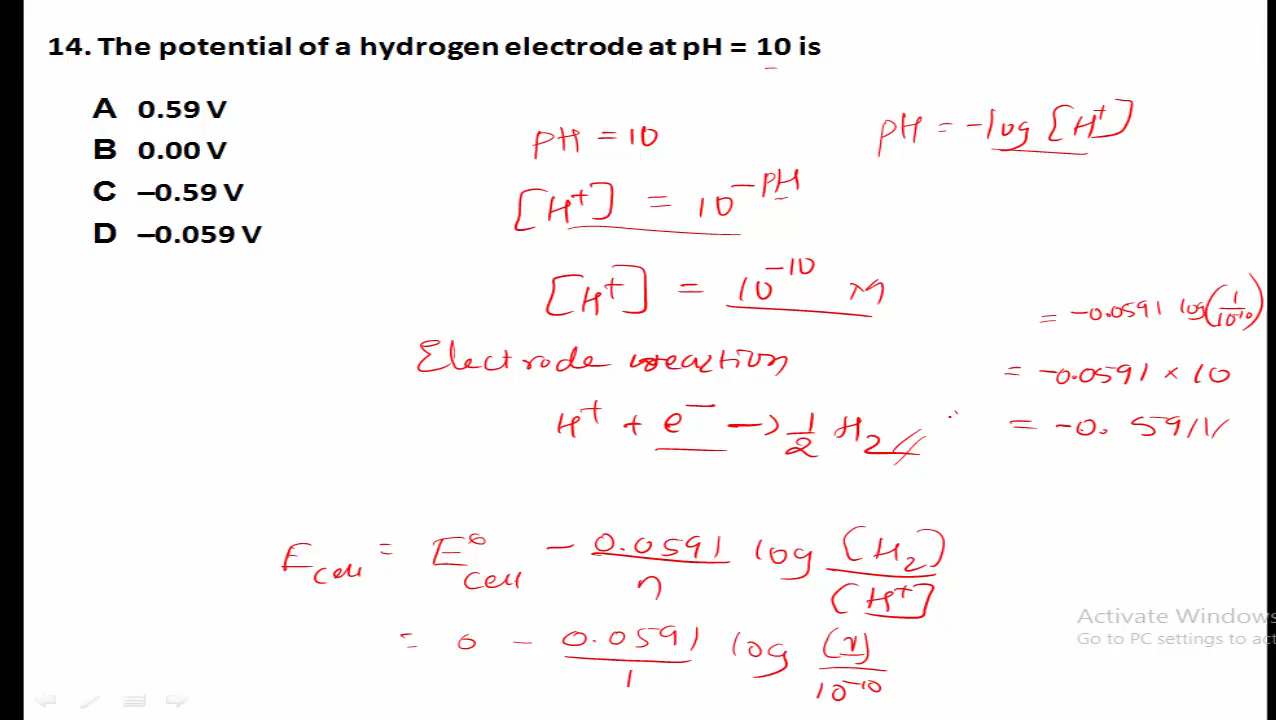 14. The potential of a hydrogen electrode at pH = 10 is
A 0.59 V
B 0.00 V
C –0.59 V
D –0.059 V
pH = 10
pH = -log [H⁺]
[H⁺] = 10^-pH
[H⁺] = 10^-10 M
Electrode reaction
H⁺ + e⁻ → 1/2 H₂
= -0.0591 log(1/10^-10)
= -0.0591 × 10
= -0.591V
E cell = E° cell - 0.0591/n log [H₂]/[H⁺]
= 0 - 0.0591/1 log (1)/10^-10
Activate Windows
Go to PC settings to act